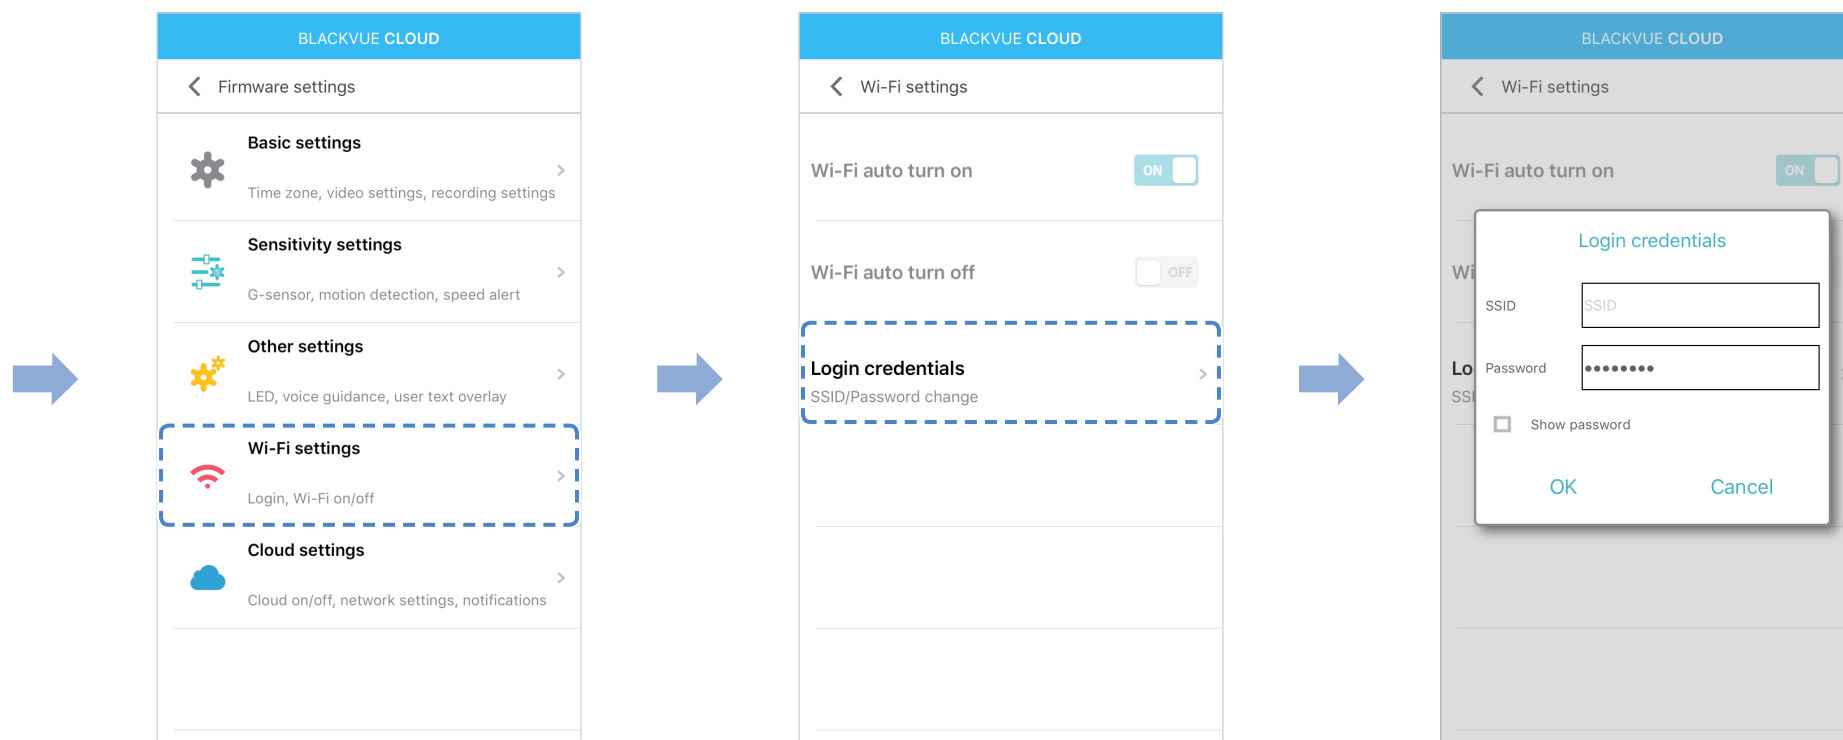 BLACKVUE CLOUD
Firmware settings
Basic settings
Time zone, video settings, recording settings
Sensitivity settings
G-sensor, motion detection, speed alert
Other settings
LED, voice guidance, user text overlay
Wi-Fi settings
Login, Wi-Fi on/off
Cloud settings
Cloud on/off, network settings, notifications
BLACKVUE CLOUD
Wi-Fi settings
Wi-Fi auto turn on
ON
Wi-Fi auto turn off
OFF
Login credentials
SSID/Password change
BLACKVUE CLOUD
Wi-Fi settings
Wi-Fi auto turn on
ON
Wi
Lo
SSI
Login credentials
SSID
SSID
Password
••••••••
Show password
OK
Cancel